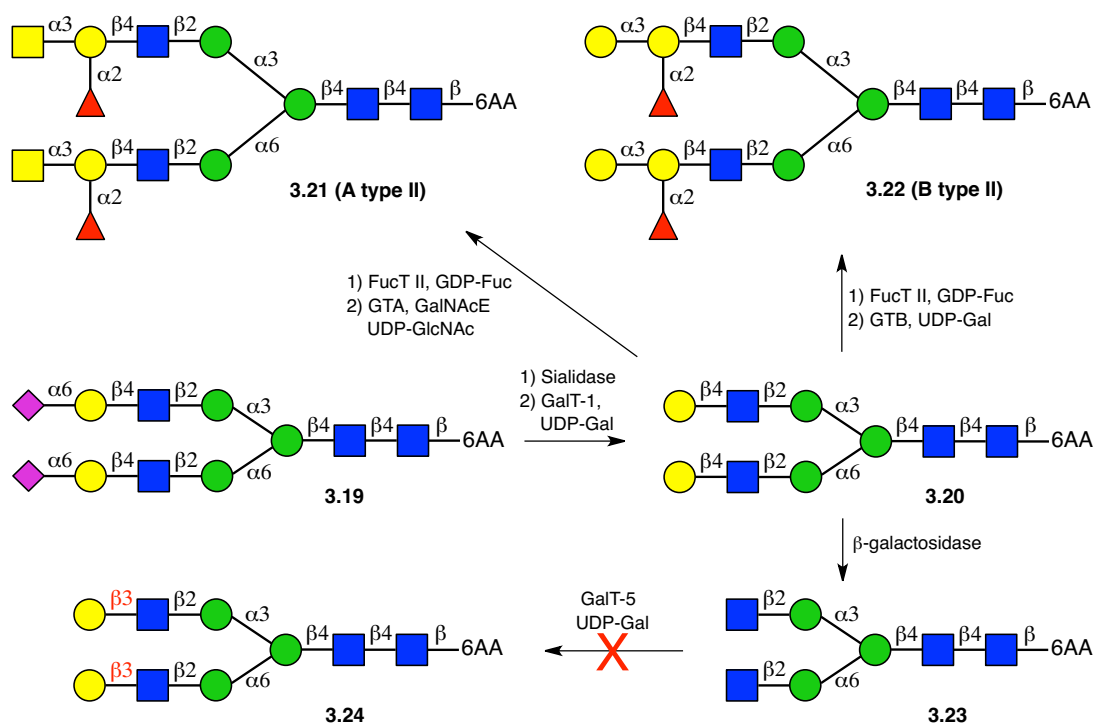 α3 β4 β2
α2
α3
β4 β4 β
6AA
α3 β4 β2
α6
α2
3.21 (A type II)
α3 β4 β2
α2
α3
β4 β4 β
6AA
α3 β4 β2
α6
α2
3.22 (B type II)
1) FucT II, GDP-Fuc
2) GTA, GalNAcE
UDP-GlcNAc
1) FucT II, GDP-Fuc
2) GTB, UDP-Gal
α6 β4 β2
α3
β4 β4 β
6AA
α6 β4 β2
α6
3.19
1) Sialidase
2) GalT-1,
UDP-Gal
β4 β2
α3
β4 β4 β
6AA
β4 β2
α6
3.20
β-galactosidase
β3 β2
α3
β4 β4 β
6AA
β3 β2
α6
3.24
GalT-5
UDP-Gal
X
β2
α3
β4 β4 β
6AA
β2
α6
3.23